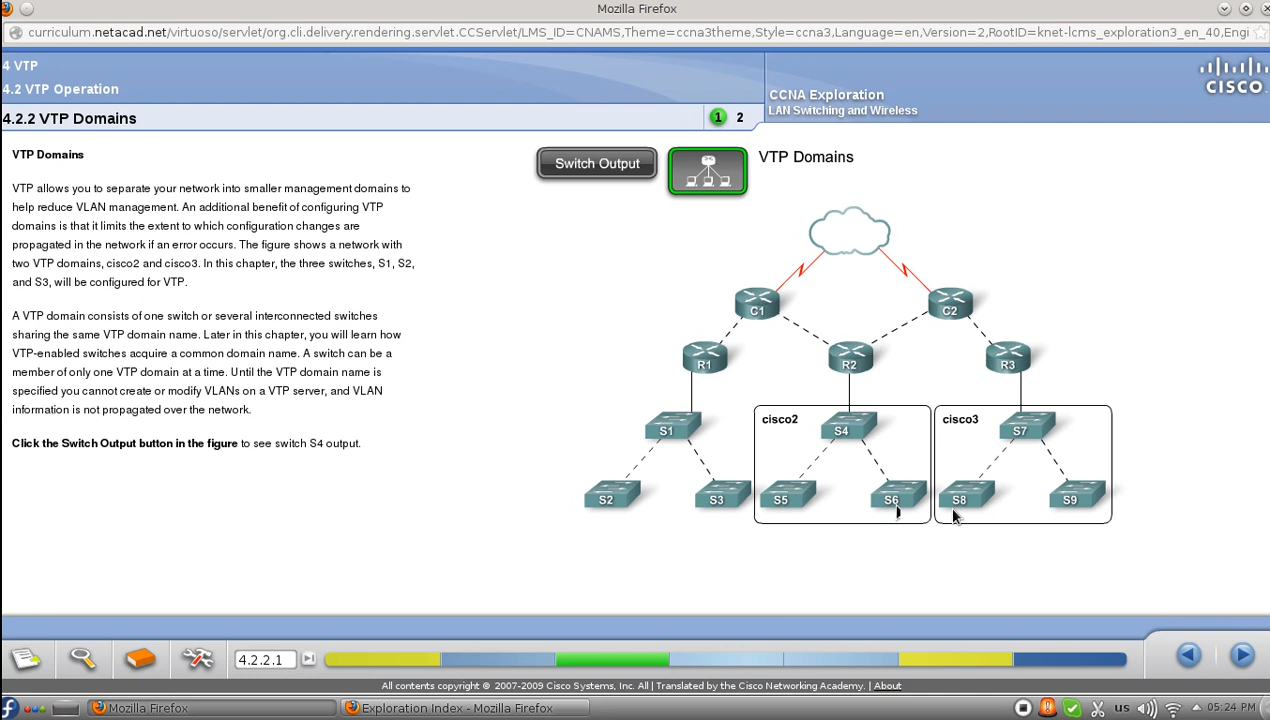 Mozilla Firefox
curriculum.netacad.net/virtuoso/servlet/org.cli.delivery.rendering.servlet.CCServlet/LMS_ID=CNAMS,Theme=ccna3theme,Style=ccna3,Language=en,Version=2,RootID=knet-lcms_exploration3_en_40,Engi
4 VTP
4.2 VTP Operation
4.2.2 VTP Domains
1 2
CCNA Exploration
LAN Switching and Wireless
CISCO
VTP Domains
VTP allows you to separate your network into smaller management domains to
help reduce VLAN management. An additional benefit of configuring VTP
domains is that it limits the extent to which configuration changes are
propagated in the network if an error occurs. The figure shows a network with
two VTP domains, cisco2 and cisco3. In this chapter, the three switches, S1, S2,
and S3, will be configured for VTP.
A VTP domain consists of one switch or several interconnected switches
sharing the same VTP domain name. Later in this chapter, you will learn how
VTP-enabled switches acquire a common domain name. A switch can be a
member of only one VTP domain at a time. Until the VTP domain name is
specified you cannot create or modify VLANs on a VTP server, and VLAN
information is not propagated over the network.
Click the Switch Output button in the figure to see switch S4 output.
Switch Output
VTP Domains
C1 C2
R1 R2 R3
cisco2 cisco3
S1 S4 S7
S2 S3 S5 S6 S8 S9
4.2.2.1
All contents copyright © 2007-2009 Cisco Systems, Inc. All | Translated by the Cisco Networking Academy. | About
Mozilla Firefox
Exploration Index - Mozilla Firefox
us
05:24 PM